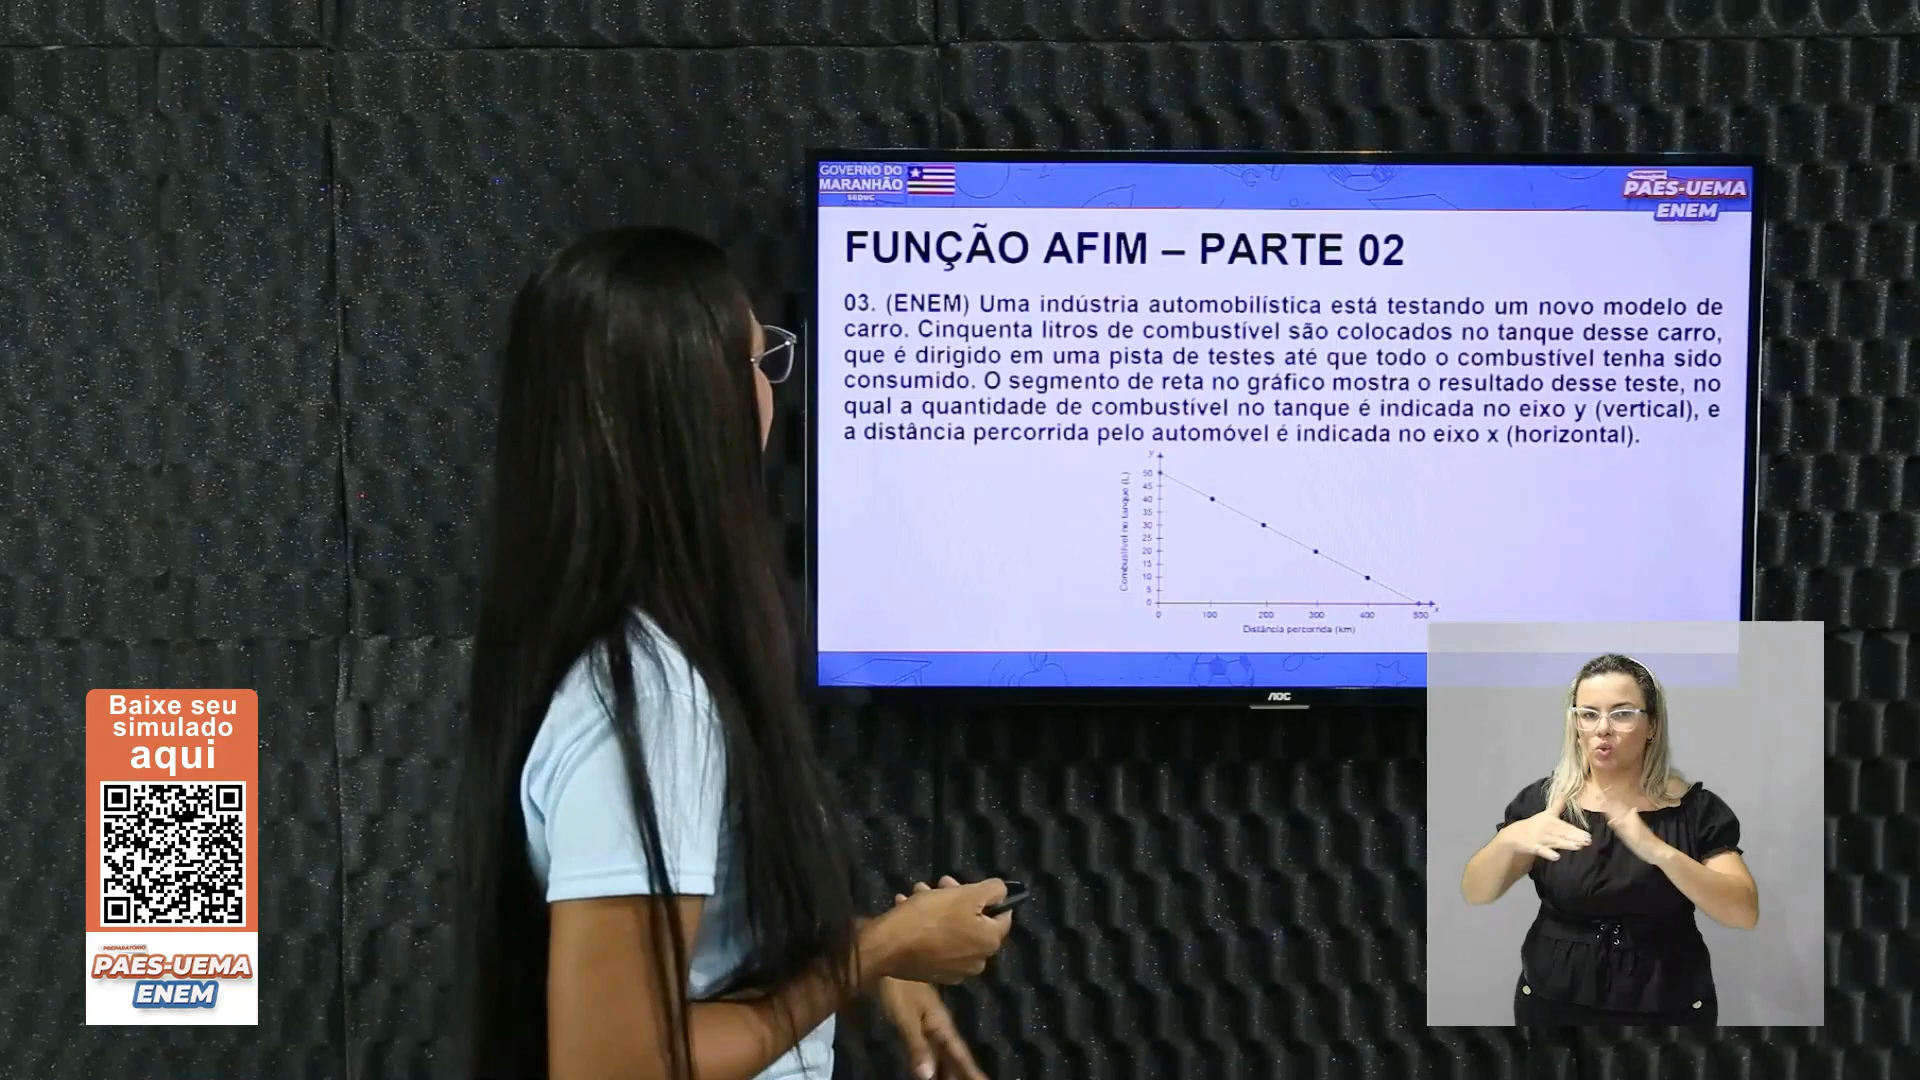 GOVERNO DO
MARANHÃO
SEDUC
PAES-UEMA
ENEM
FUNÇÃO AFIM – PARTE 02
03. (ENEM) Uma indústria automobilística está testando um novo modelo de
carro. Cinquenta litros de combustível são colocados no tanque desse carro,
que é dirigido em uma pista de testes até que todo o combustível tenha sido
consumido. O segmento de reta no gráfico mostra o resultado desse teste, no
qual a quantidade de combustível no tanque é indicada no eixo y (vertical), e
a distância percorrida pelo automóvel é indicada no eixo x (horizontal).
y
Combustível no tanque (L)
50
45
40
35
30
25
20
15
10
5
0
0 100 200 300 400 500 x
Distância percorrida (km)
AOC
Baixe seu
simulado
aqui
PREPARATÓRIO
PAES-UEMA
ENEM